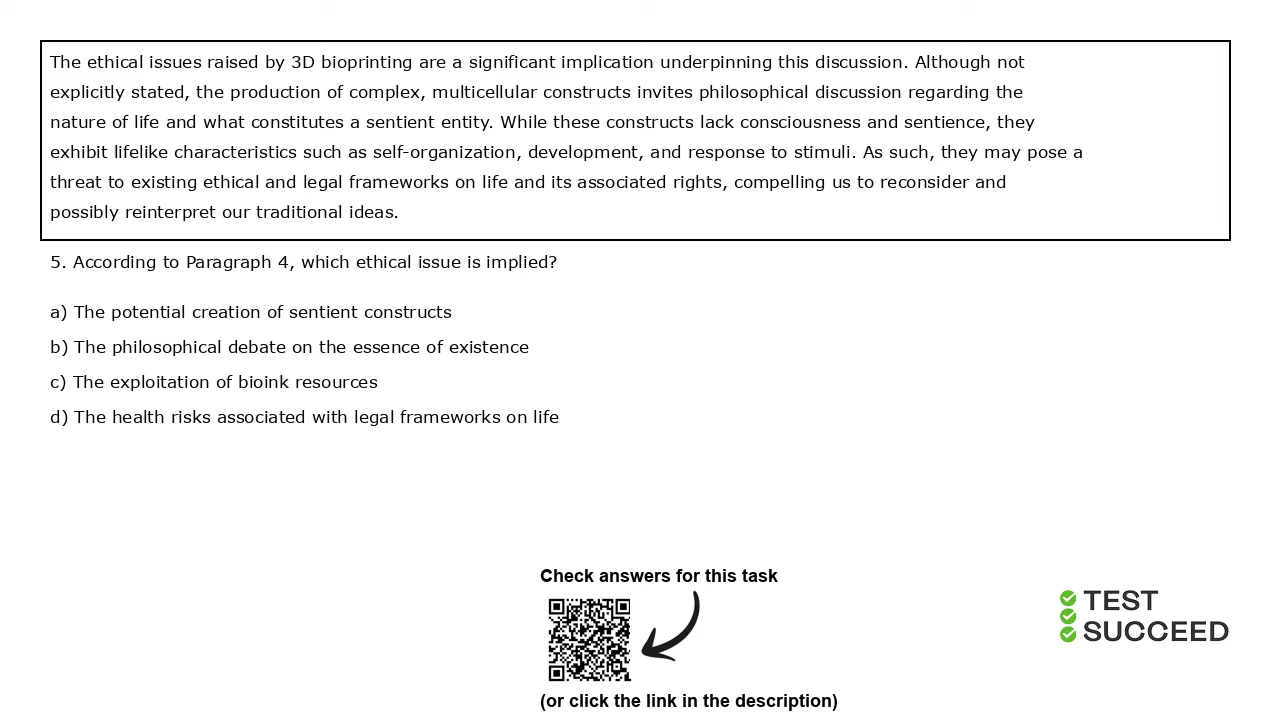 The ethical issues raised by 3D bioprinting are a significant implication underpinning this discussion. Although not
explicitly stated, the production of complex, multicellular constructs invites philosophical discussion regarding the
nature of life and what constitutes a sentient entity. While these constructs lack consciousness and sentience, they
exhibit lifelike characteristics such as self-organization, development, and response to stimuli. As such, they may pose a
threat to existing ethical and legal frameworks on life and its associated rights, compelling us to reconsider and
possibly reinterpret our traditional ideas.
5. According to Paragraph 4, which ethical issue is implied?
a) The potential creation of sentient constructs
b) The philosophical debate on the essence of existence
c) The exploitation of bioink resources
d) The health risks associated with legal frameworks on life
Check answers for this task
(or click the link in the description)
TEST
SUCCEED